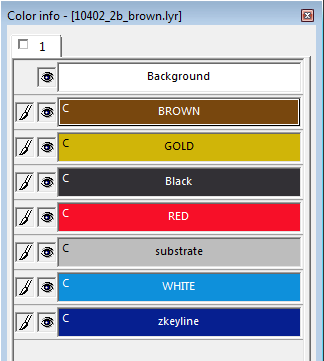 Color info - [10402_2b_brown.lyr]
1
Background
C BROWN
C GOLD
C Black
C RED
C substrate
C WHITE
C zkeyline